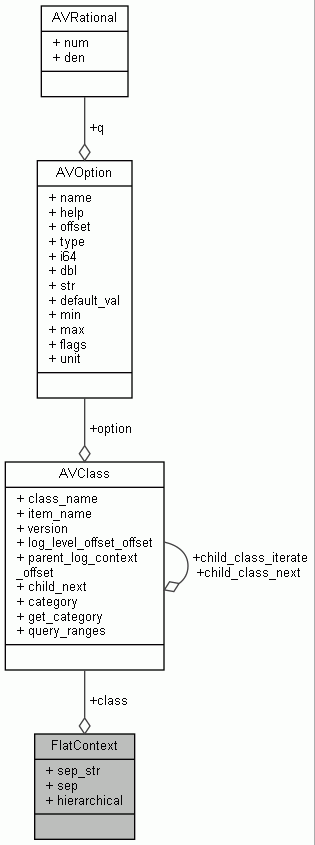 AVRational
+ num
+ den
+q
AVOption
+ name
+ help
+ offset
+ type
+ i64
+ dbl
+ str
+ default_val
+ min
+ max
+ flags
+ unit
+option
AVClass
+ class_name
+ item_name
+ version
+ log_level_offset_offset
+ parent_log_context
_offset
+ child_next
+ category
+ get_category
+ query_ranges
+child_class_iterate
+child_class_next
+class
FlatContext
+ sep_str
+ sep
+ hierarchical